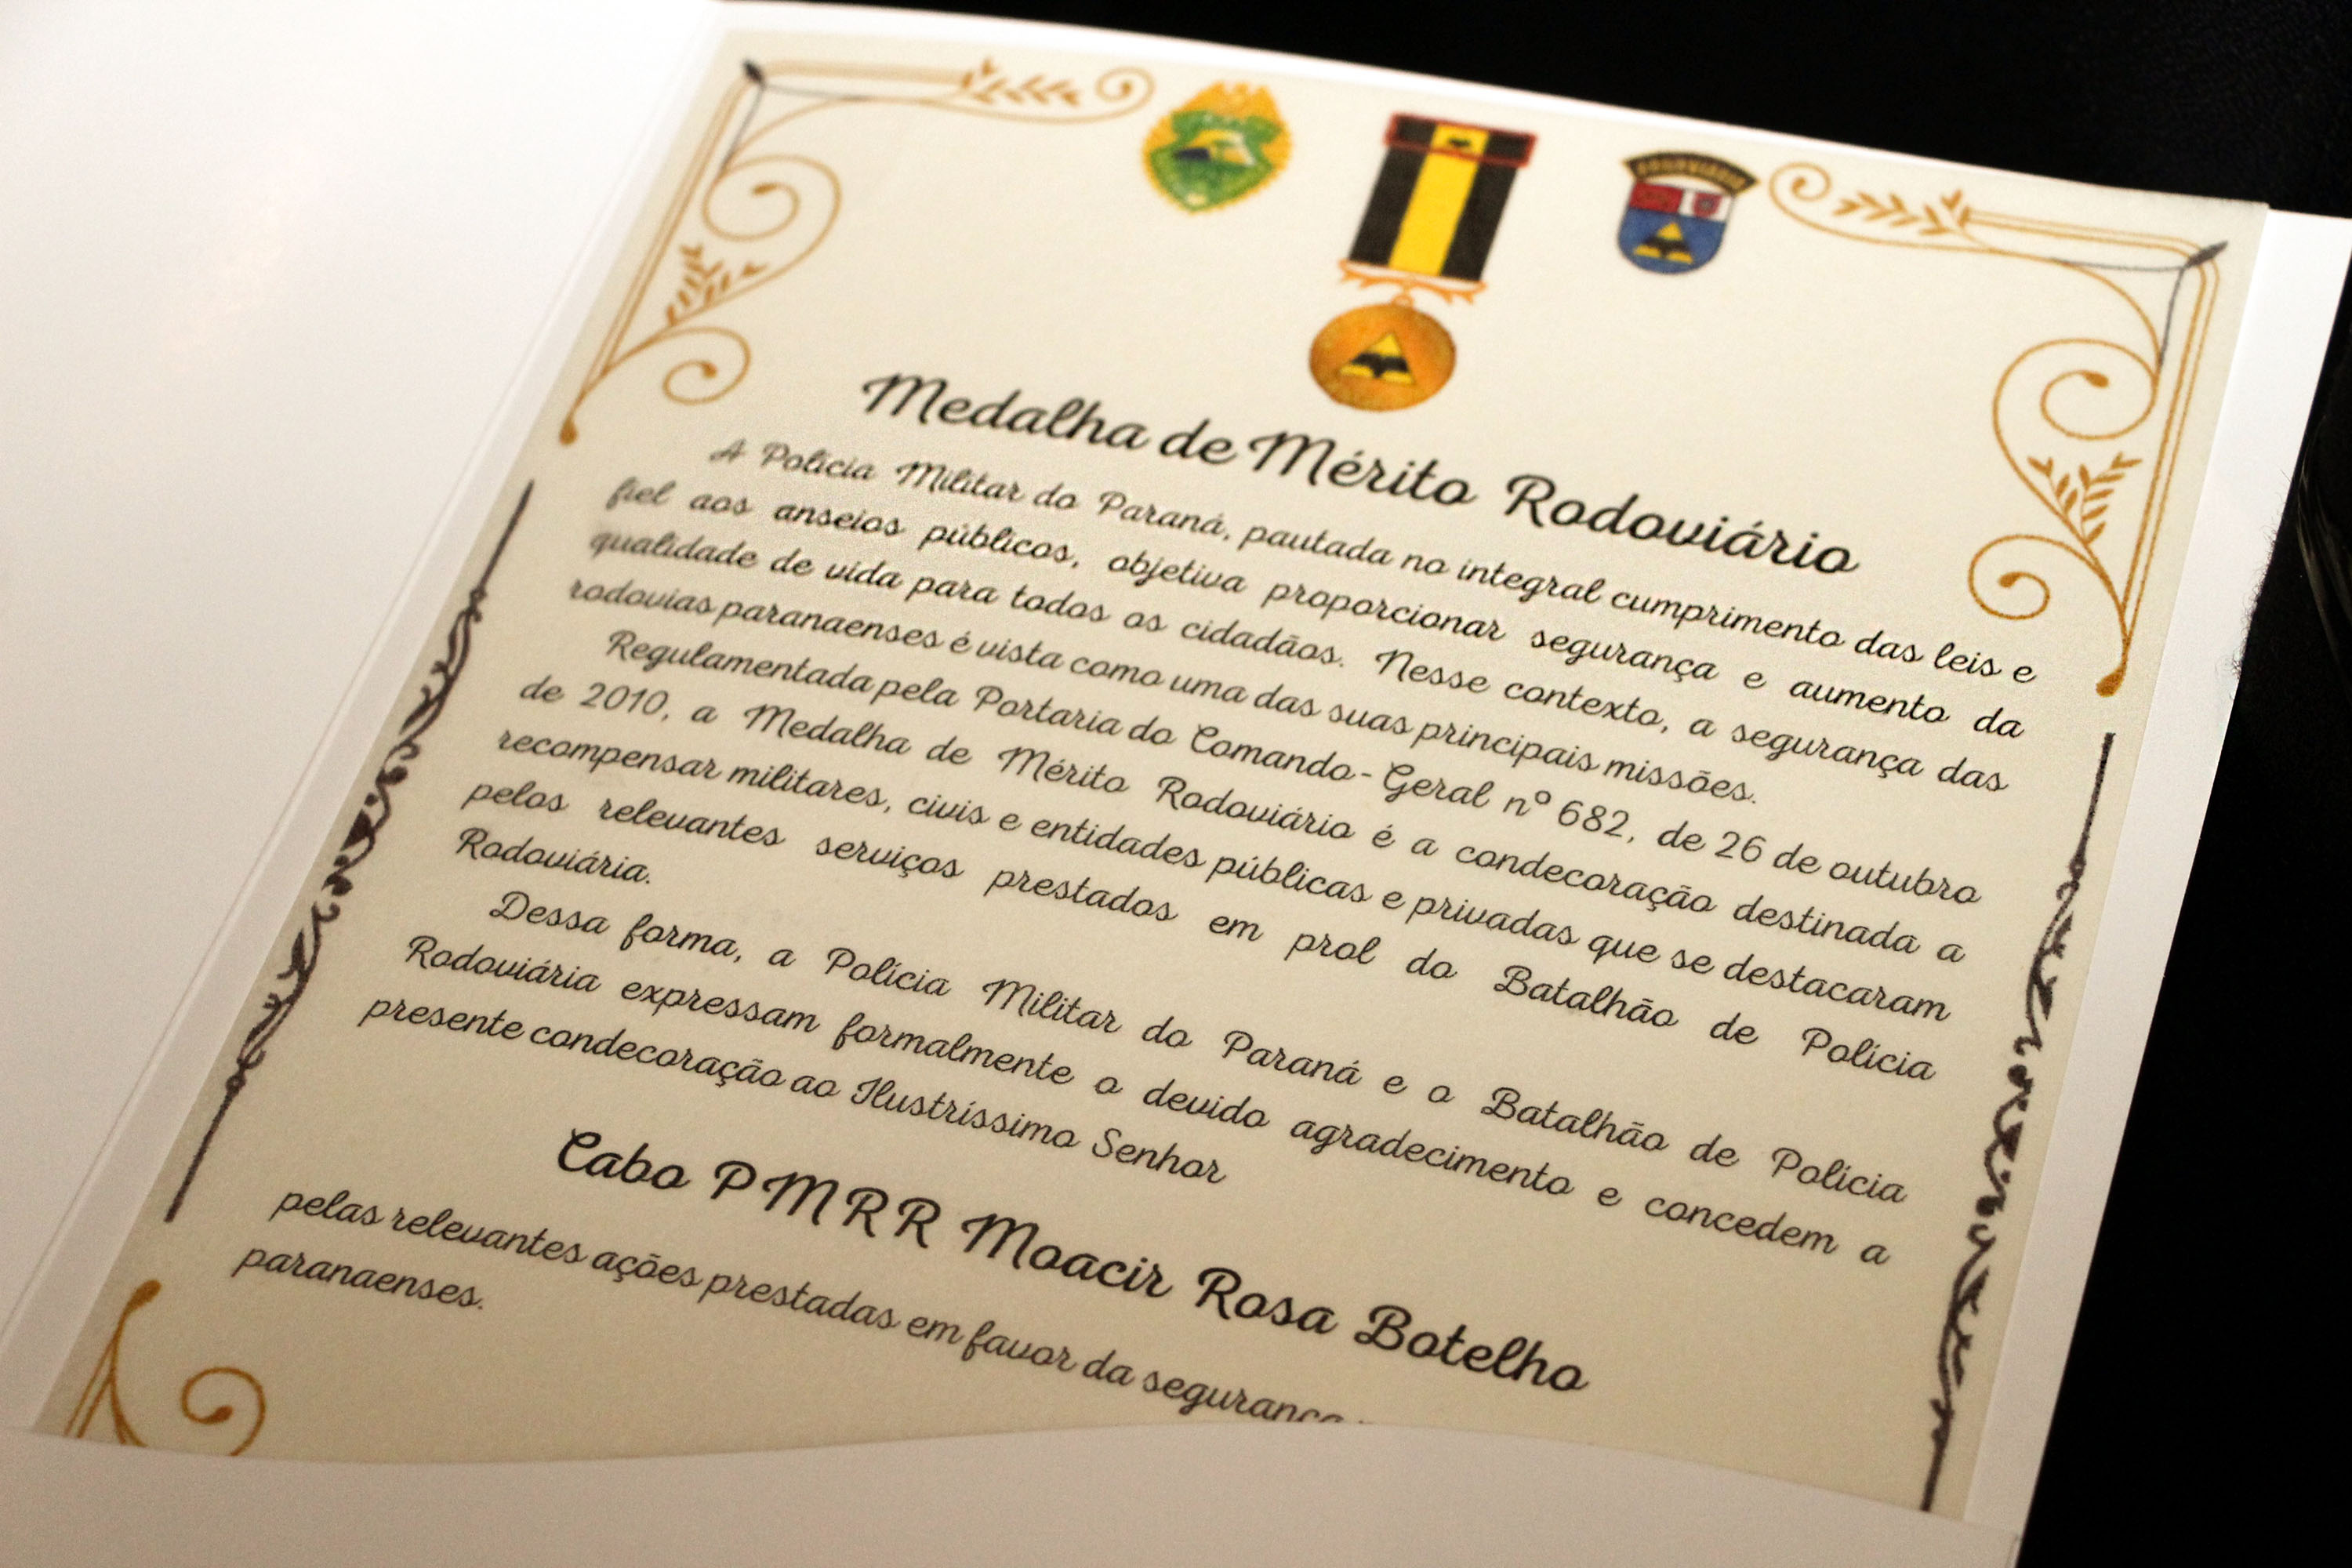 RODOVIÁRIO
Medalha de Mérito Rodoviário
A Polícia Militar do Paraná, pautada no integral cumprimento das leis e
fiel aos anseios públicos, objetiva proporcionar segurança e aumento da
qualidade de vida para todos os cidadãos. Nesse contexto, a segurança das
rodovias paranaenses é vista como uma das suas principais missões.
Regulamentada pela Portaria do Comando-Geral nº 682, de 26 de outubro
de 2010, a Medalha de Mérito Rodoviário é a condecoração destinada a
recompensar militares, civis e entidades públicas e privadas que se destacaram
pelos relevantes serviços prestados em prol do Batalhão de Polícia
Rodoviária.
Dessa forma, a Polícia Militar do Paraná e o Batalhão de Polícia
Rodoviária expressam formalmente o devido agradecimento e concedem a
presente condecoração ao Ilustríssimo Senhor
Cabo PMRR Moacir Rosa Botelho
pelas relevantes ações prestadas em favor da segurança
paranaenses.